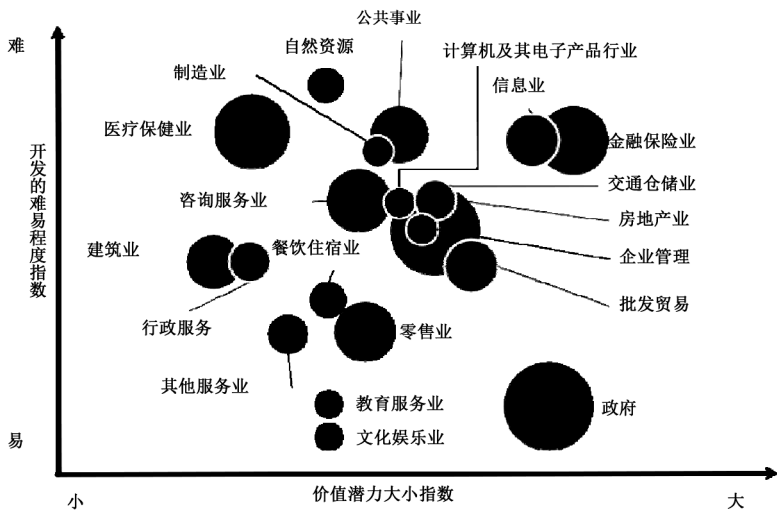 公共事业
难
自然资源
计算机及其电子产品行业
制造业
信息业
医疗保健业
金融保险业
开发的难易程度指数
交通仓储业
咨询服务业
房地产业
建筑业
餐饮住宿业
企业管理
批发贸易
行政服务
零售业
其他服务业
教育服务业
政府
易
文化娱乐业
小
价值潜力大小指数
大